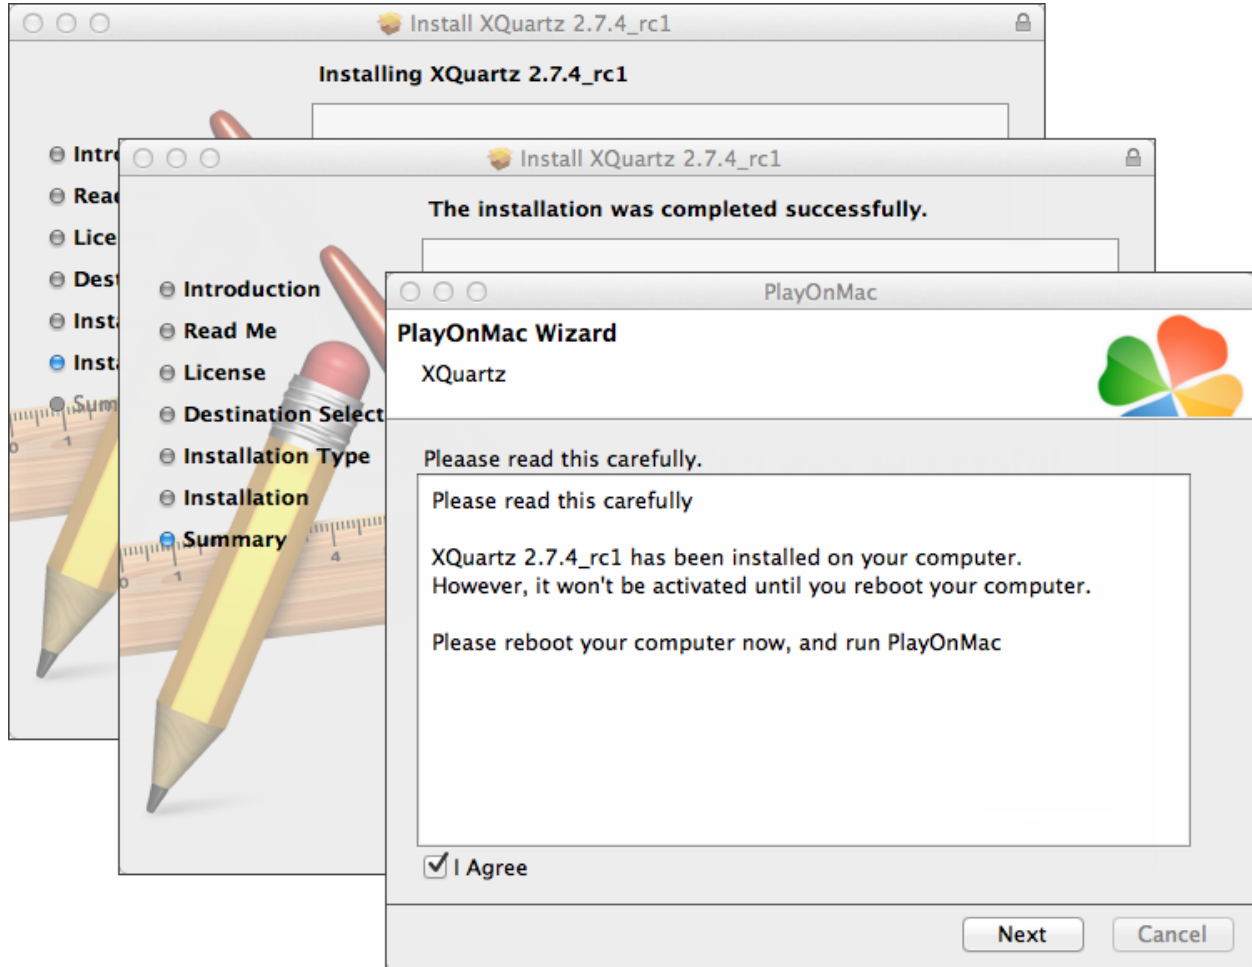 Install XQuartz 2.7.4_rc1
Installing XQuartz 2.7.4_rc1
Install XQuartz 2.7.4_rc1
The installation was completed successfully.
Introduction
Read Me
License
Destination Select
Installation Type
Installation
Summary
0 1 4
PlayOnMac
PlayOnMac Wizard
XQuartz
Pleaase read this carefully.
Please read this carefully
XQuartz 2.7.4_rc1 has been installed on your computer.
However, it won't be activated until you reboot your computer.
Please reboot your computer now, and run PlayOnMac
I Agree
Next Cancel